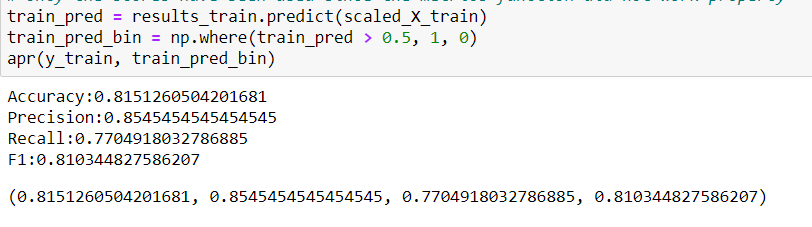 train_pred = results_train.predict(scaled_X_train)
train_pred_bin = np.where(train_pred > 0.5, 1, 0)
apr(y_train, train_pred_bin)
Accuracy:0.8151260504201681
Precision:0.8545454545454545
Recall:0.7704918032786885
F1:0.810344827586207
(0.8151260504201681, 0.8545454545454545, 0.7704918032786885, 0.810344827586207)